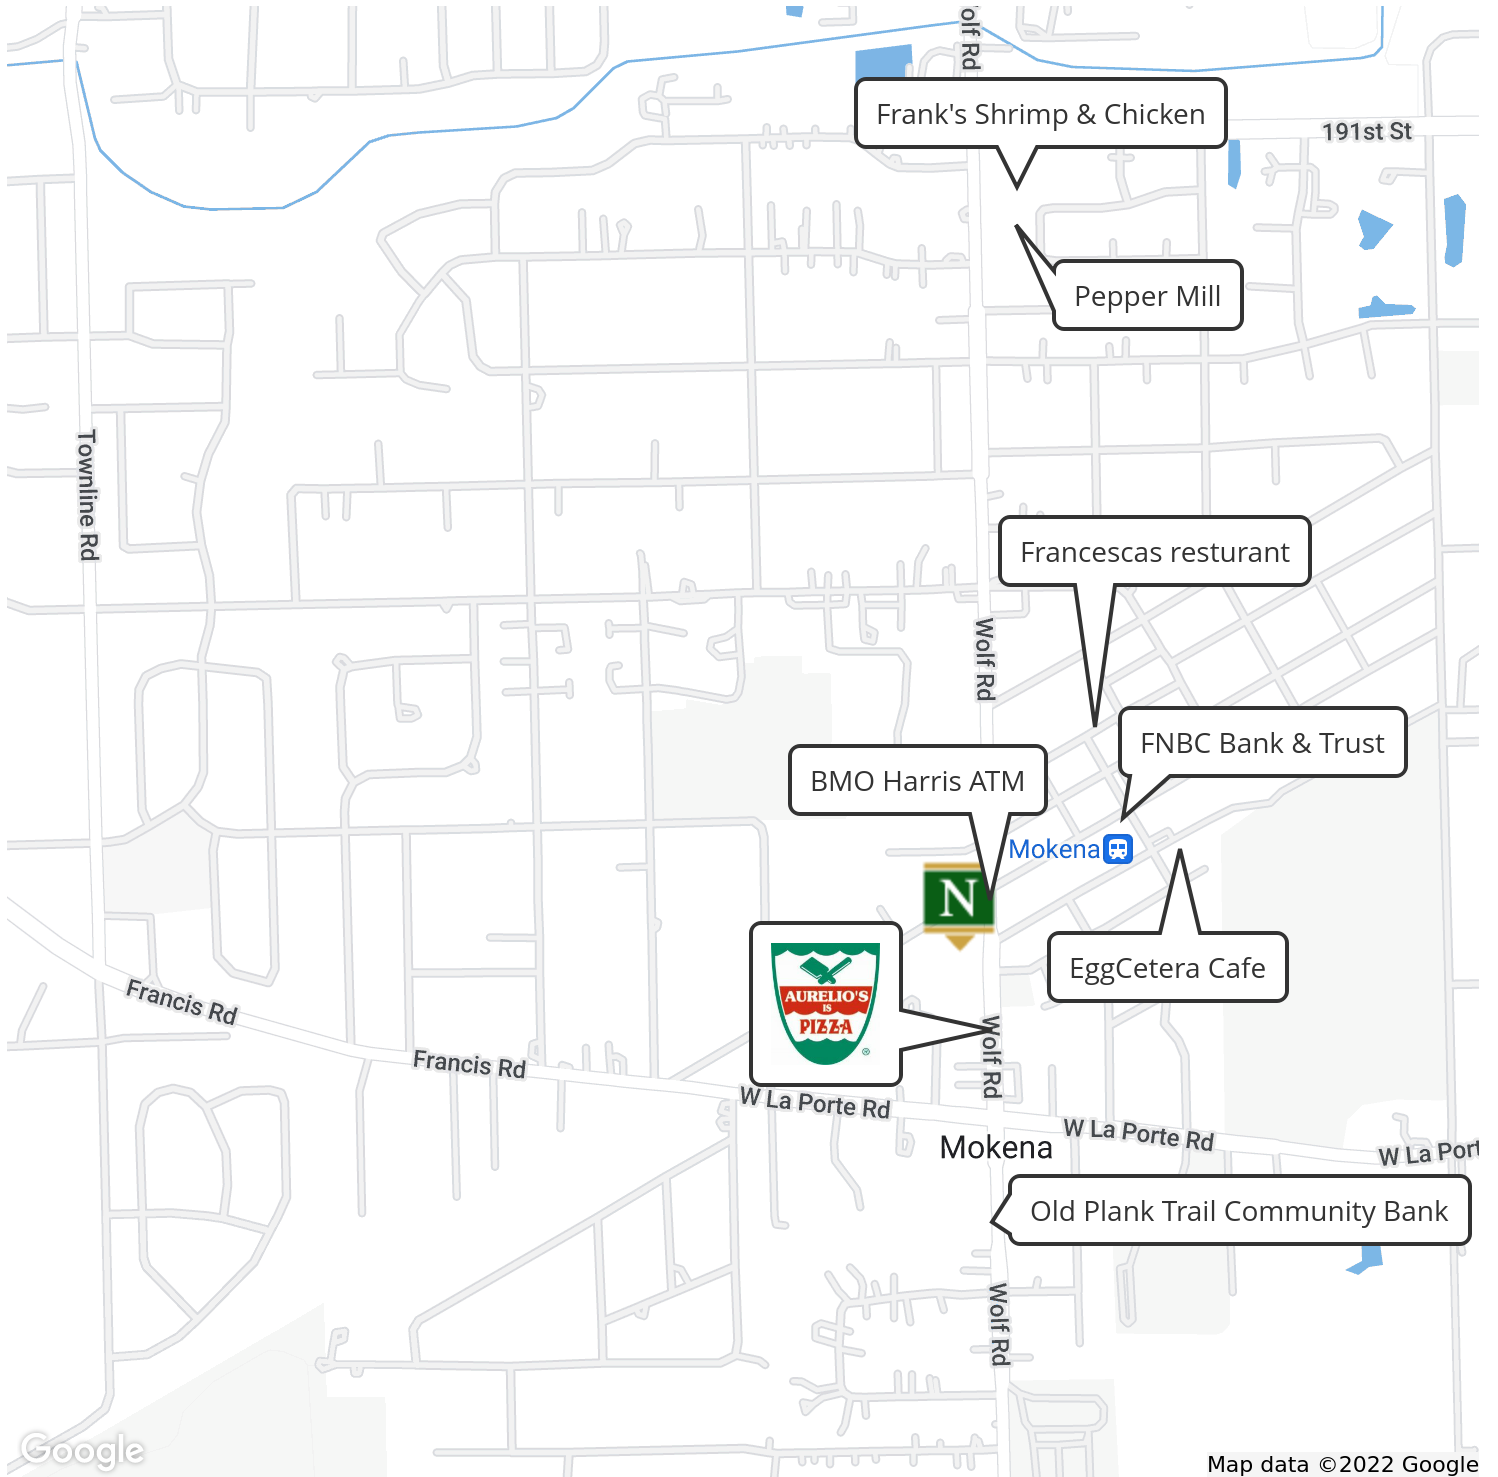 Wolf Rd
Frank's Shrimp & Chicken
191st St
Pepper Mill
Townline Rd
Francescas resturant
Wolf Rd
FNBC Bank & Trust
BMO Harris ATM
Mokena
N
EggCetera Cafe
AURELIO'S
IS
PIZZA
®
Francis Rd
Wolf Rd
Francis Rd
W La Porte Rd
W La Porte Rd
Mokena
W La Port
Old Plank Trail Community Bank
Wolf Rd
Google
Map data ©2022 Google